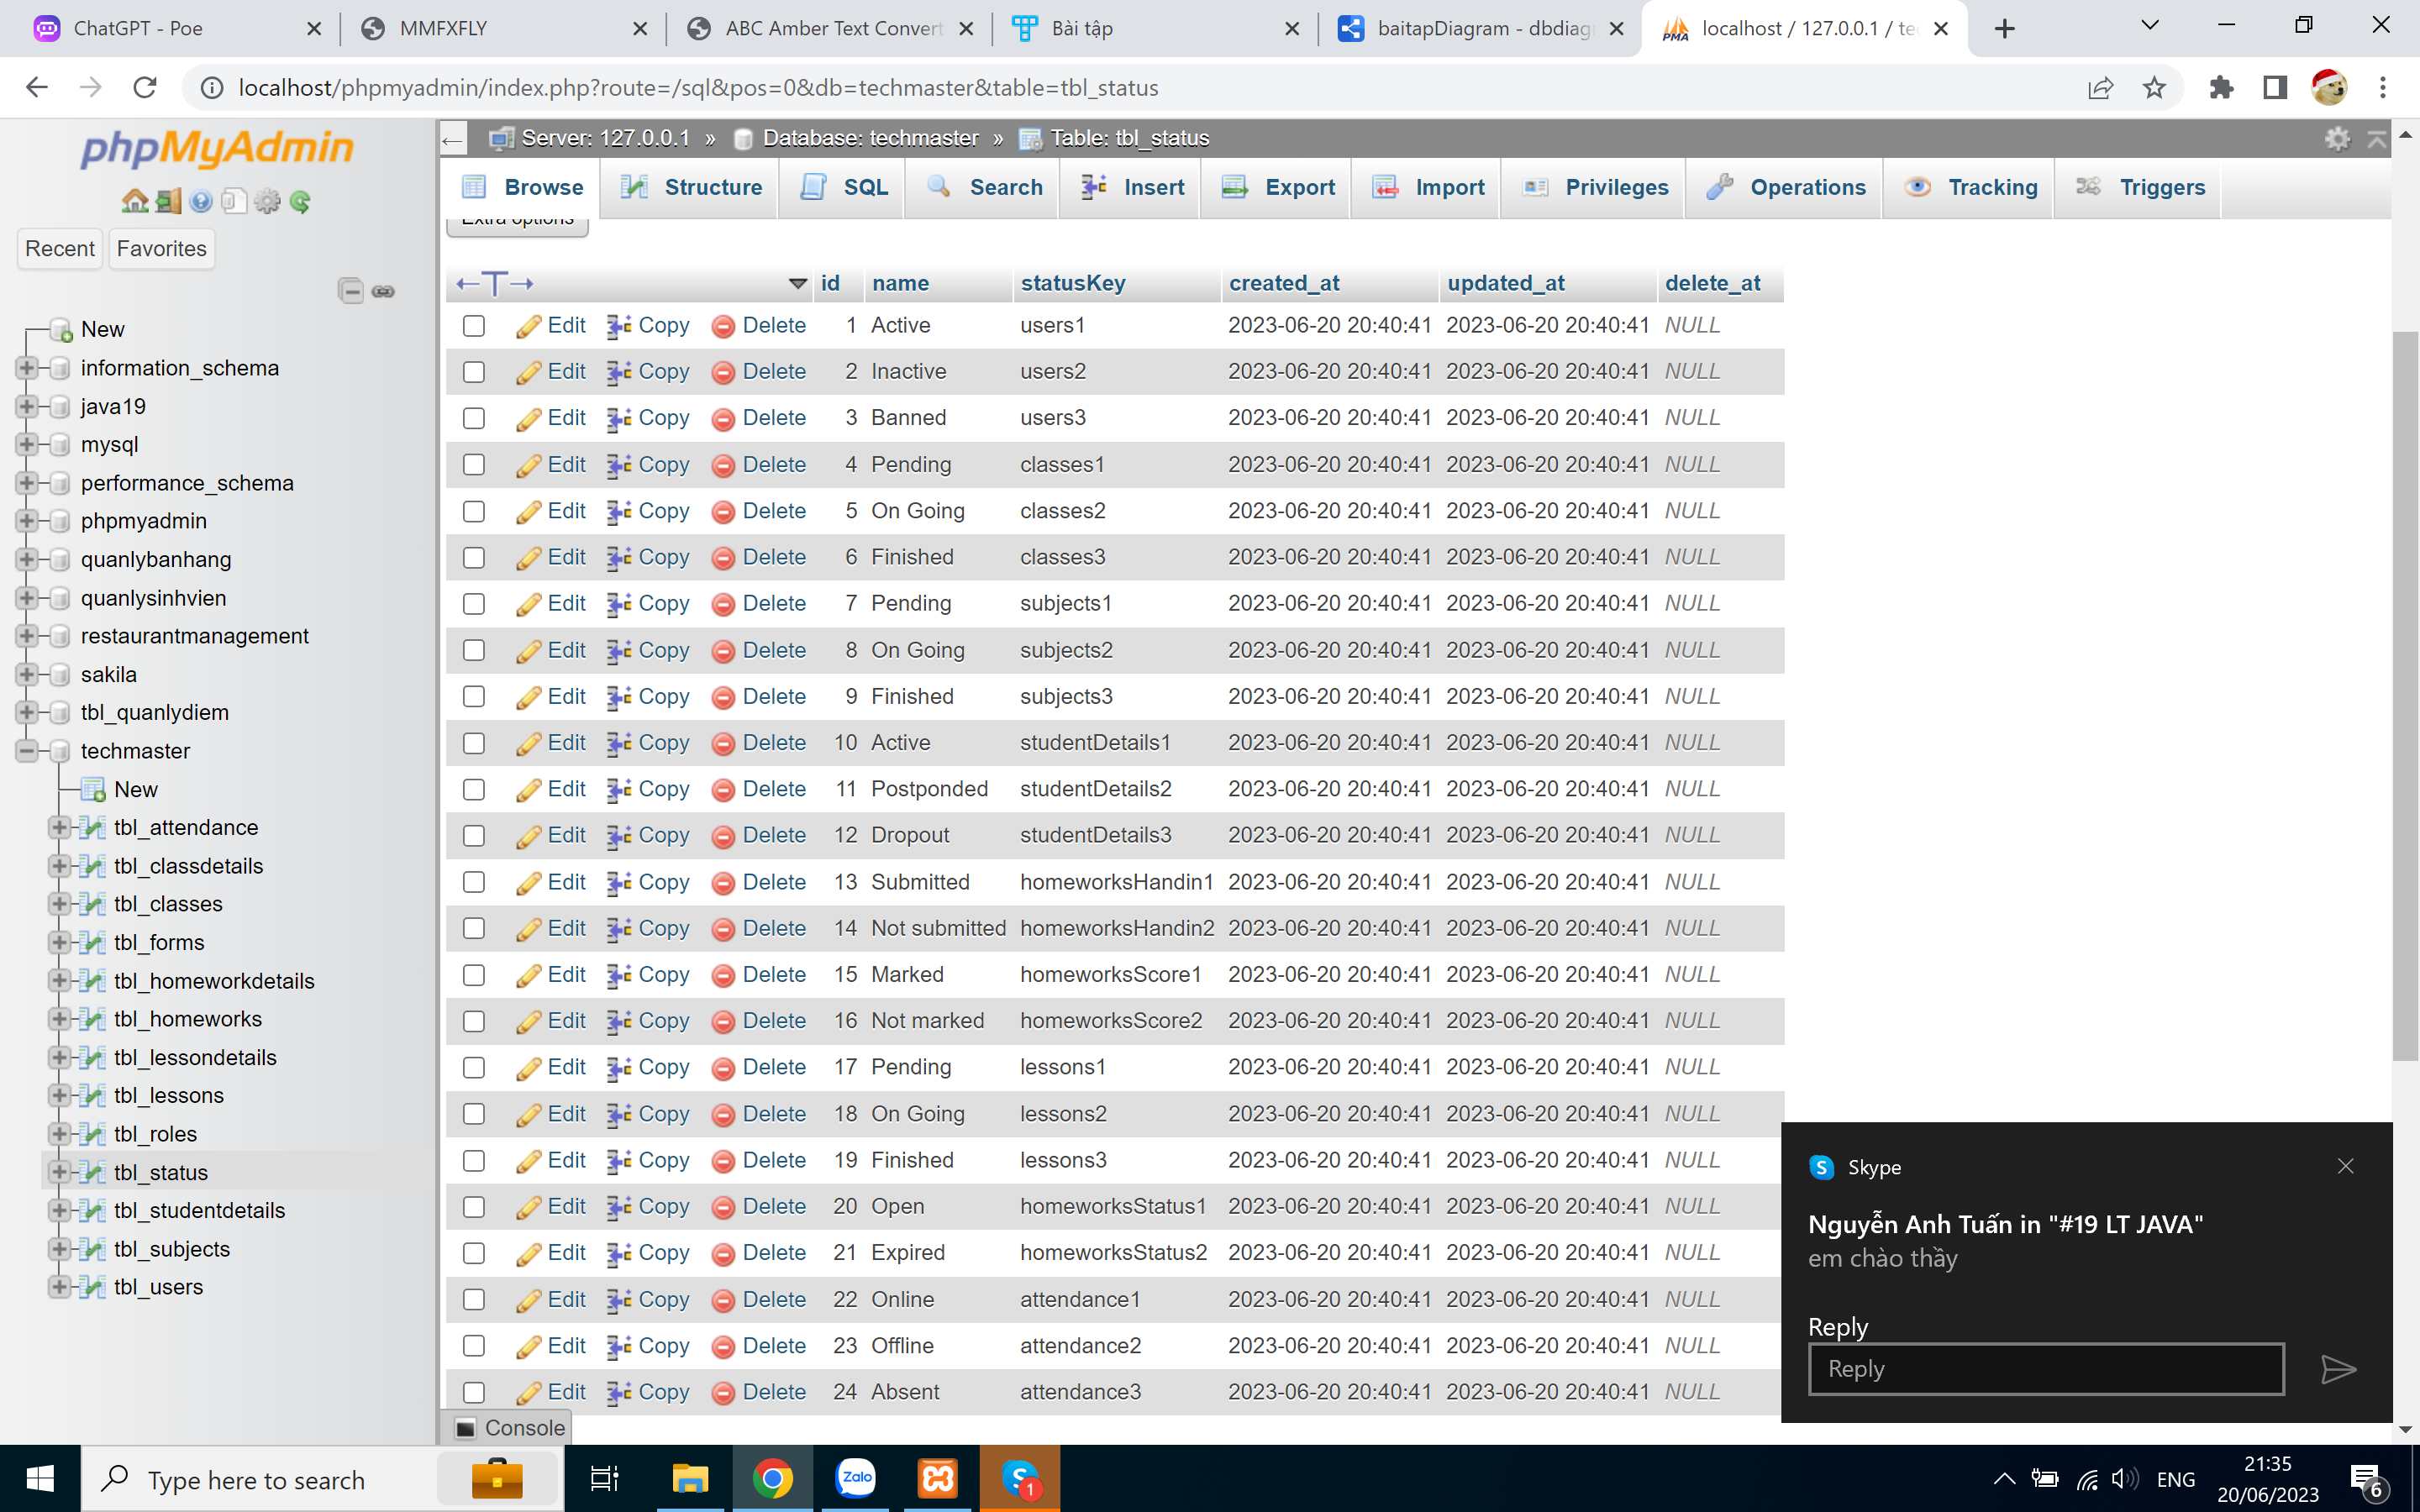 ChatGPT - Poe
MMFXFLY
ABC Amber Text Convert
Bài tập
baitapDiagram - dbdiagr
localhost / 127.0.0.1 / te
localhost/phpmyadmin/index.php?route=/sql&pos=0&db=techmaster&table=tbl_status
phpMyAdmin
Recent Favorites
New
information_schema
java19
mysql
performance_schema
phpmyadmin
quanlybanhang
quanlysinhvien
restaurantmanagement
sakila
tbl_quanlydiem
techmaster
New
tbl_attendance
tbl_classdetails
tbl_classes
tbl_forms
tbl_homeworkdetails
tbl_homeworks
tbl_lessondetails
tbl_lessons
tbl_roles
tbl_status
tbl_studentdetails
tbl_subjects
tbl_users
Server: 127.0.0.1 » Database: techmaster » Table: tbl_status
Browse Structure SQL Search Insert Export Import Privileges Operations Tracking Triggers
Extra options
id name statusKey created_at updated_at delete_at
Edit Copy Delete 1 Active users1 2023-06-20 20:40:41 2023-06-20 20:40:41 NULL
Edit Copy Delete 2 Inactive users2 2023-06-20 20:40:41 2023-06-20 20:40:41 NULL
Edit Copy Delete 3 Banned users3 2023-06-20 20:40:41 2023-06-20 20:40:41 NULL
Edit Copy Delete 4 Pending classes1 2023-06-20 20:40:41 2023-06-20 20:40:41 NULL
Edit Copy Delete 5 On Going classes2 2023-06-20 20:40:41 2023-06-20 20:40:41 NULL
Edit Copy Delete 6 Finished classes3 2023-06-20 20:40:41 2023-06-20 20:40:41 NULL
Edit Copy Delete 7 Pending subjects1 2023-06-20 20:40:41 2023-06-20 20:40:41 NULL
Edit Copy Delete 8 On Going subjects2 2023-06-20 20:40:41 2023-06-20 20:40:41 NULL
Edit Copy Delete 9 Finished subjects3 2023-06-20 20:40:41 2023-06-20 20:40:41 NULL
Edit Copy Delete 10 Active studentDetails1 2023-06-20 20:40:41 2023-06-20 20:40:41 NULL
Edit Copy Delete 11 Postponded studentDetails2 2023-06-20 20:40:41 2023-06-20 20:40:41 NULL
Edit Copy Delete 12 Dropout studentDetails3 2023-06-20 20:40:41 2023-06-20 20:40:41 NULL
Edit Copy Delete 13 Submitted homeworksHandin1 2023-06-20 20:40:41 2023-06-20 20:40:41 NULL
Edit Copy Delete 14 Not submitted homeworksHandin2 2023-06-20 20:40:41 2023-06-20 20:40:41 NULL
Edit Copy Delete 15 Marked homeworksScore1 2023-06-20 20:40:41 2023-06-20 20:40:41 NULL
Edit Copy Delete 16 Not marked homeworksScore2 2023-06-20 20:40:41 2023-06-20 20:40:41 NULL
Edit Copy Delete 17 Pending lessons1 2023-06-20 20:40:41 2023-06-20 20:40:41 NULL
Edit Copy Delete 18 On Going lessons2 2023-06-20 20:40:41 2023-06-20 20:40:41 NULL
Edit Copy Delete 19 Finished lessons3 2023-06-20 20:40:41 2023-06-20 20:40:41 NULL
Edit Copy Delete 20 Open homeworksStatus1 2023-06-20 20:40:41 2023-06-20 20:40:41 NULL
Edit Copy Delete 21 Expired homeworksStatus2 2023-06-20 20:40:41 2023-06-20 20:40:41 NULL
Edit Copy Delete 22 Online attendance1 2023-06-20 20:40:41 2023-06-20 20:40:41 NULL
Edit Copy Delete 23 Offline attendance2 2023-06-20 20:40:41 2023-06-20 20:40:41 NULL
Edit Copy Delete 24 Absent attendance3 2023-06-20 20:40:41 2023-06-20 20:40:41 NULL
Console
Skype
Nguyễn Anh Tuấn in "#19 LT JAVA"
em chào thầy
Reply
Reply
Type here to search
Zalo
1
ENG
21:35
20/06/2023
6